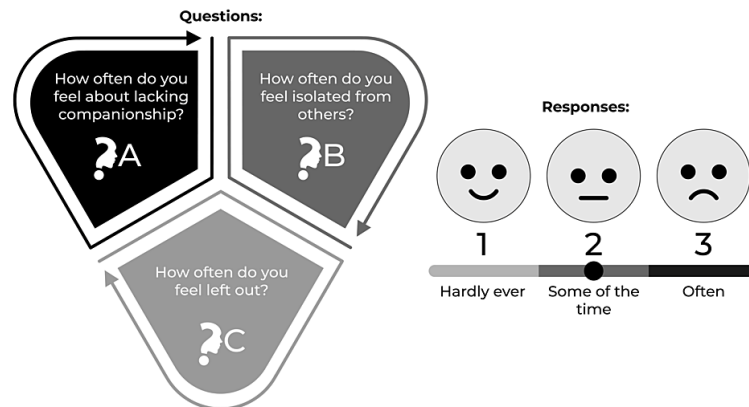 Questions:
How often do you
feel about lacking
companionship?
?A
How often do you
feel isolated from
others?
?B
How often do you
feel left out?
?C
Responses:
1
2
3
Hardly ever
Some of the
time
Often